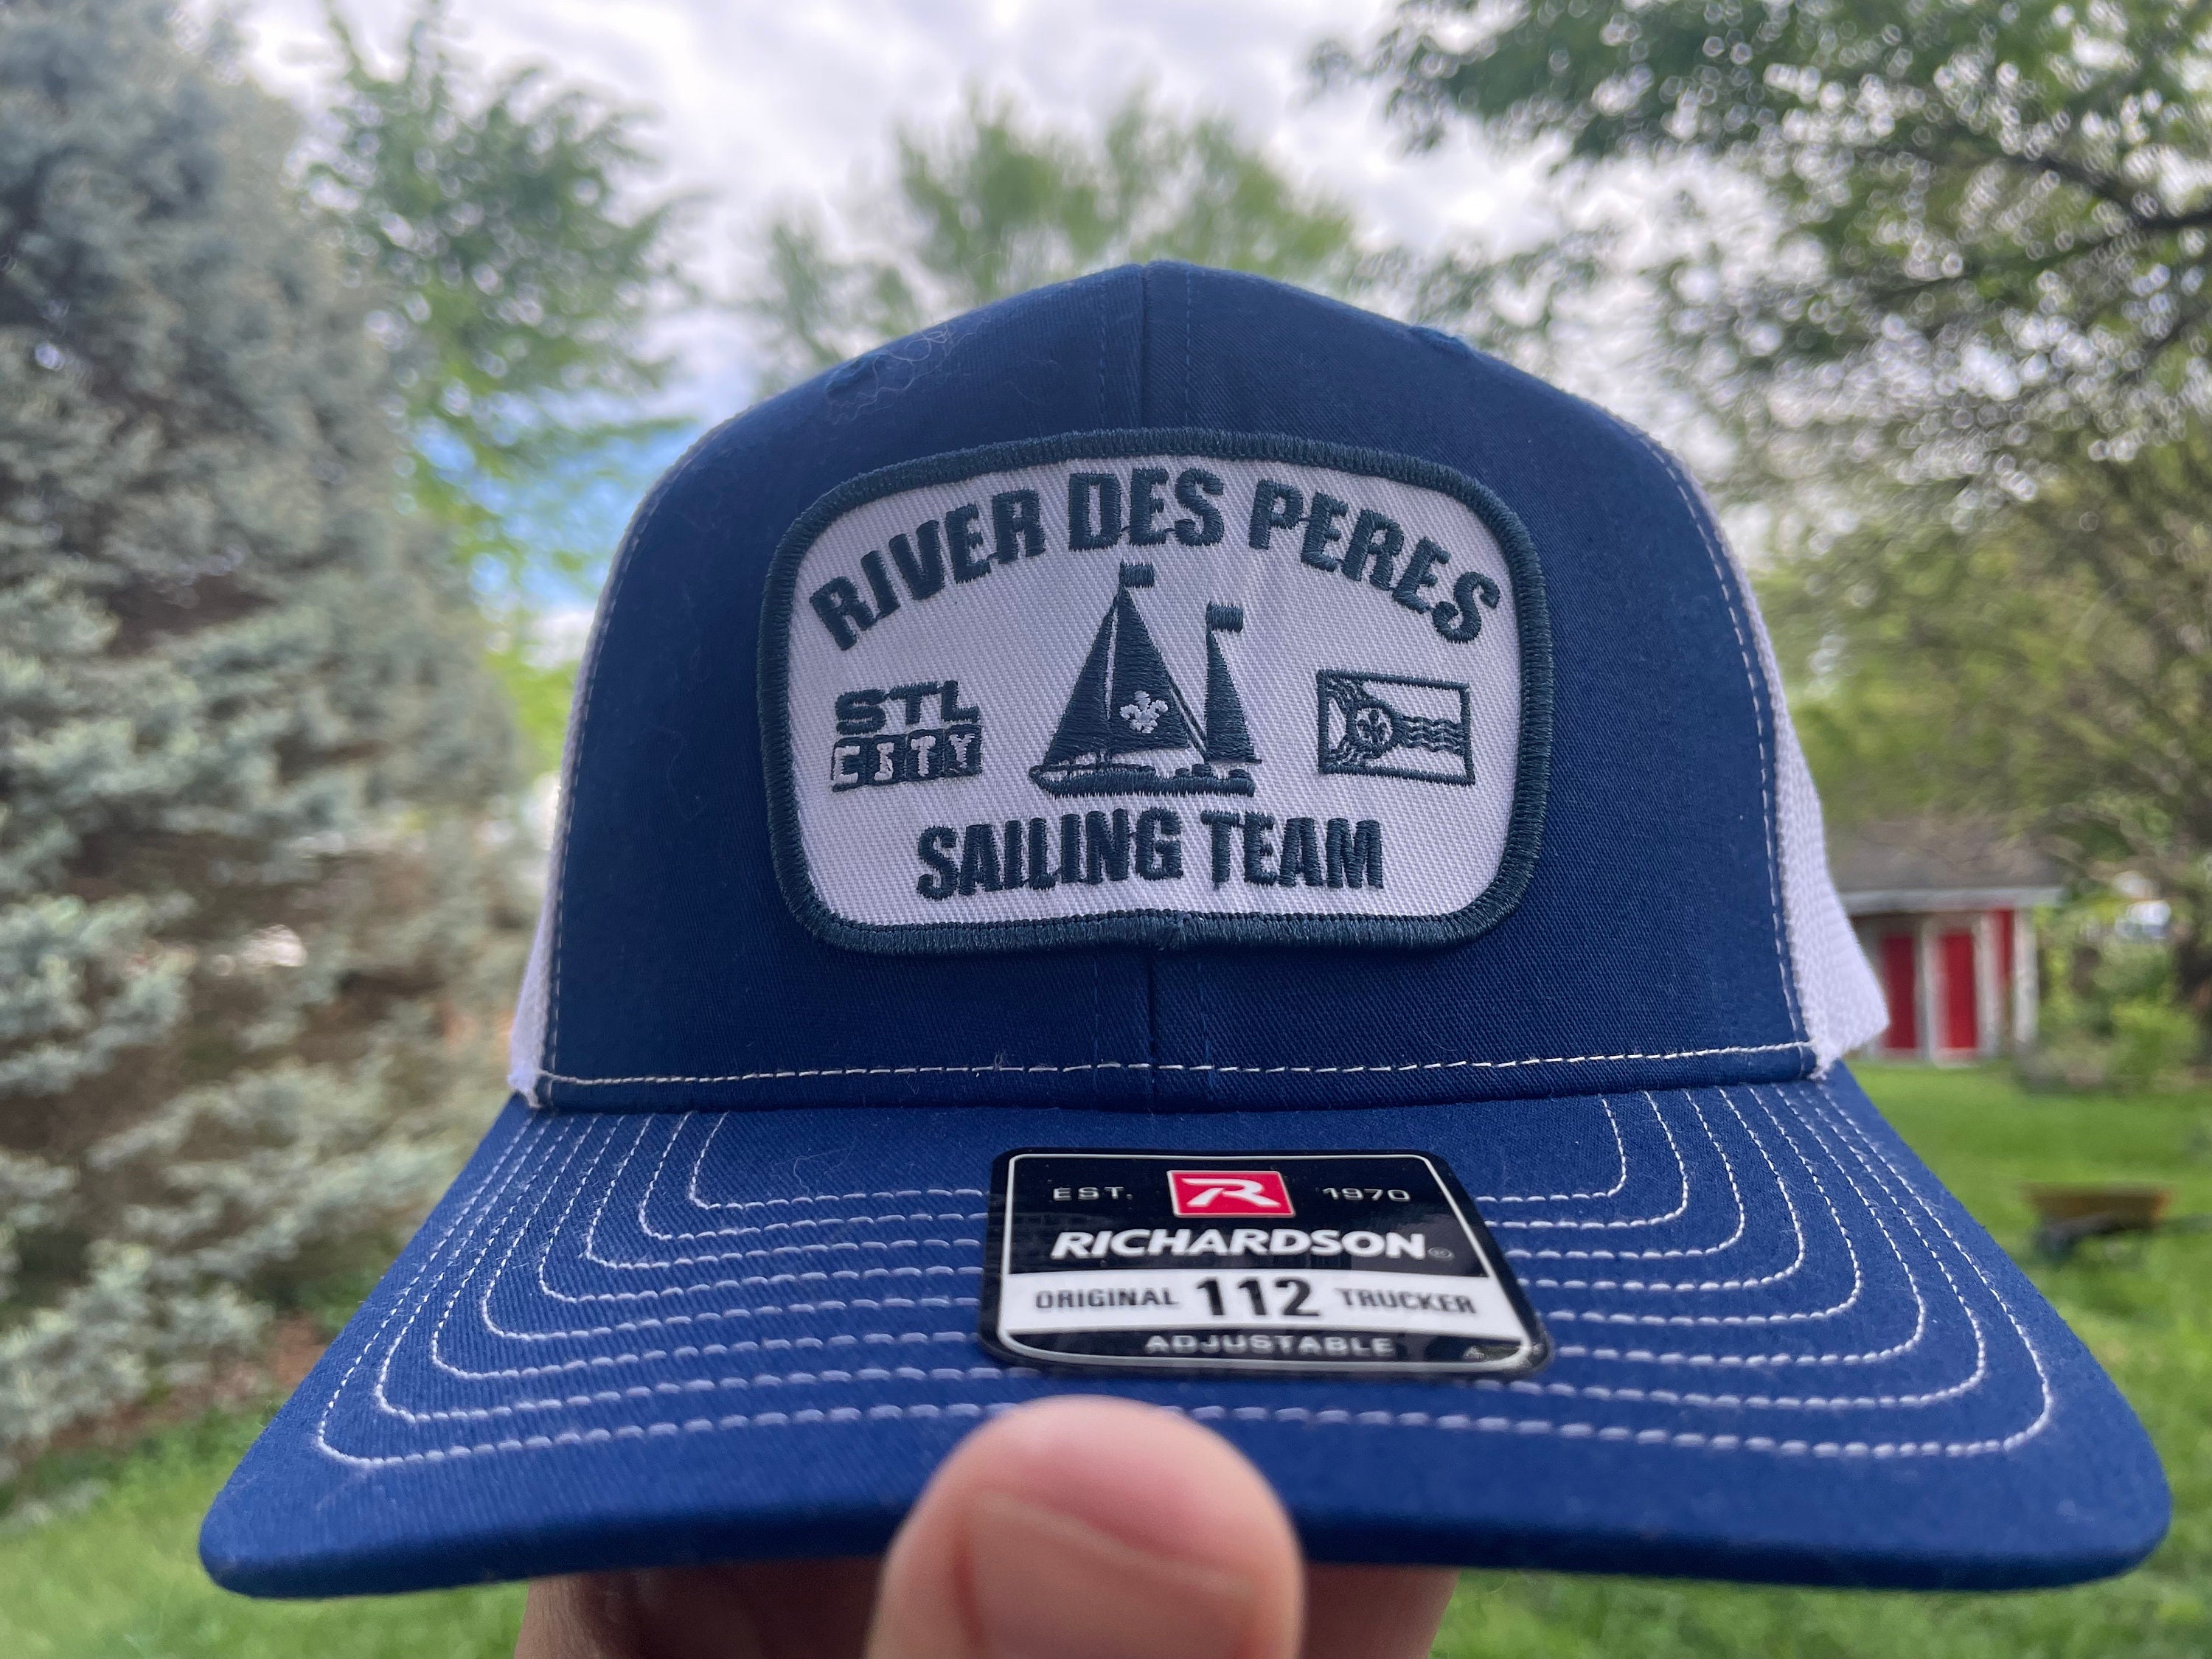 RIVER DES PERES
STL
CITY
SAILING TEAM
EST. R 1970
RICHARDSON®
ORIGINAL 112 TRUCKER
ADJUSTABLE